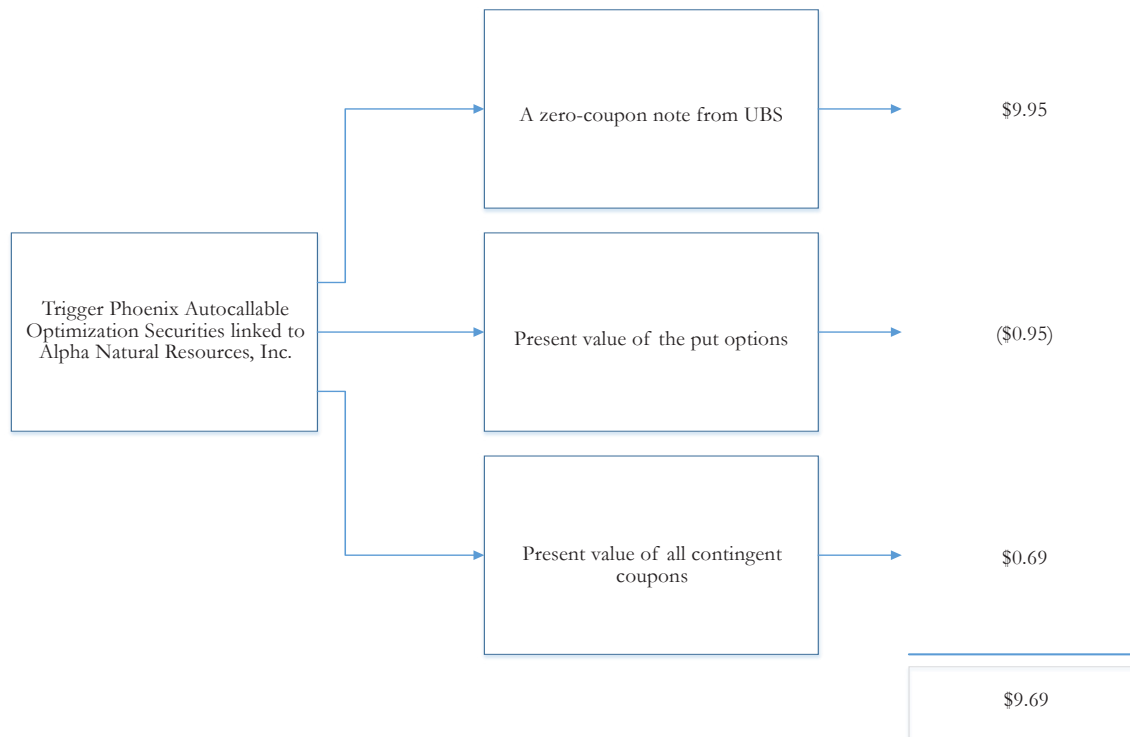 A zero-coupon note from UBS
$9.95
Trigger Phoenix Autocallable
Optimization Securities linked to
Alpha Natural Resources, Inc.
Present value of the put options
($0.95)
Present value of all contingent
coupons
$0.69
$9.69